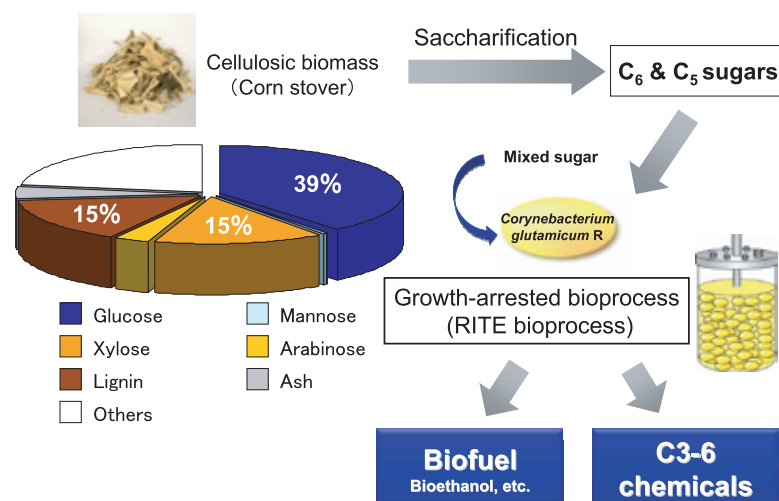 Saccharification
Cellulosic biomass
（Corn stover）
C6 & C5 sugars
Mixed sugar
39%
15%
15%
Corynebacterium
glutamicum R
Growth-arrested bioprocess
(RITE bioprocess)
Glucose
Mannose
Xylose
Arabinose
Lignin
Ash
Others
Biofuel
Bioethanol, etc.
C3-6
chemicals